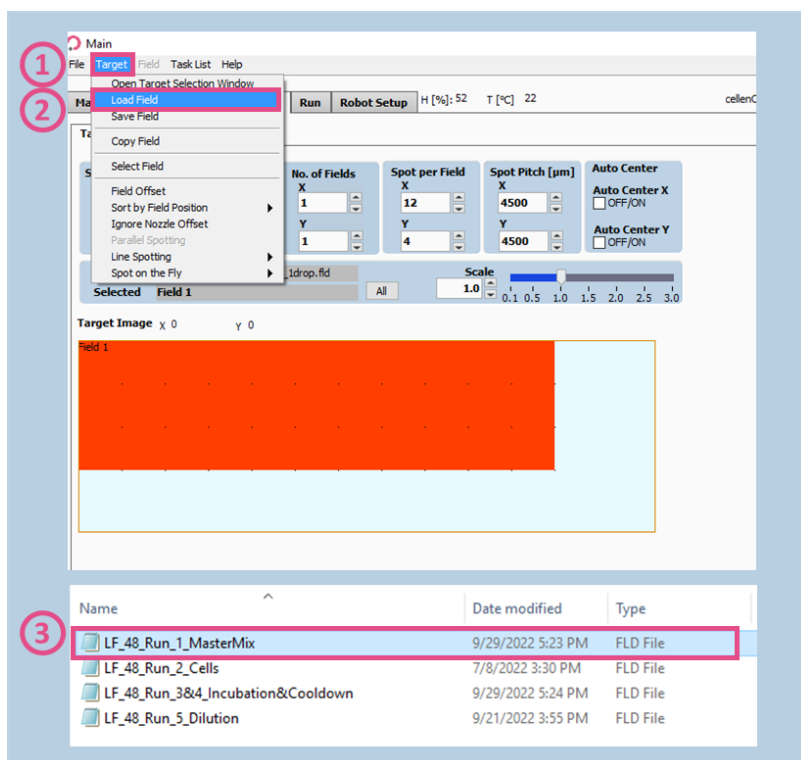 Main
1
File Target Field Task List Help
Open Target Selection Window
2
Ma
Load Field
Run Robot Setup H [%]: 52 T [°C] 22
cellenO
Save Field
Ta
Copy Field
Select Field
Field Offset
Sort by Field Position
Ignore Nozzle Offset
Parallel Spotting
Line Spotting
Spot on the Fly
S
No. of Fields
X
1
Y
1
Spot per Field
X
12
Y
4
Spot Pitch [µm]
X
4500
Y
4500
Auto Center
Auto Center X
OFF/ON
Auto Center Y
OFF/ON
_1drop.fld
Selected Field 1
All
Scale
1.0
0.1 0.5 1.0 1.5 2.0 2.5 3.0
Target Image X 0 Y 0
Field 1
Name Date modified Type
3
LF_48_Run_1_MasterMix 9/29/2022 5:23 PM FLD File
LF_48_Run_2_Cells 7/8/2022 3:30 PM FLD File
LF_48_Run_3&4_Incubation&Cooldown 9/29/2022 5:24 PM FLD File
LF_48_Run_5_Dilution 9/21/2022 3:55 PM FLD File